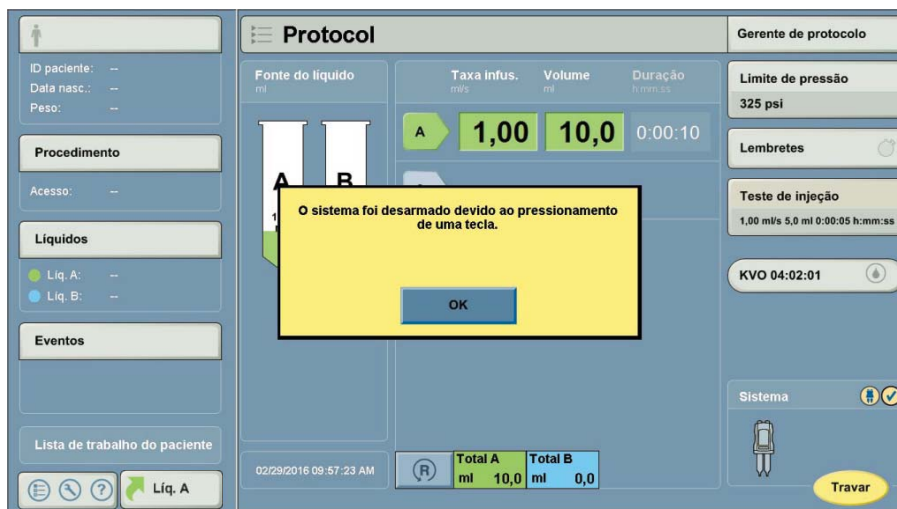 Protocol
Gerente de protocolo
ID paciente: --
Data nasc.: --
Peso: --
Procedimento
Acesso: --
Líquidos
Líq. A: --
Líq. B: --
Eventos
Lista de trabalho do paciente
? Líq. A
Fonte do líquido
ml
A B
1
02/29/2016 09:57:23 AM
Taxa infus. Volume Duração
ml/s ml h:mm:ss
A 1,00 10,0 0:00:10
O sistema foi desarmado devido ao pressionamento
de uma tecla.
OK
R
Total A Total B
ml 10,0 ml 0,0
Limite de pressão
325 psi
Lembretes
Teste de injeção
1,00 ml/s 5,0 ml 0:00:05 h:mm:ss
KVO 04:02:01
Sistema
Travar